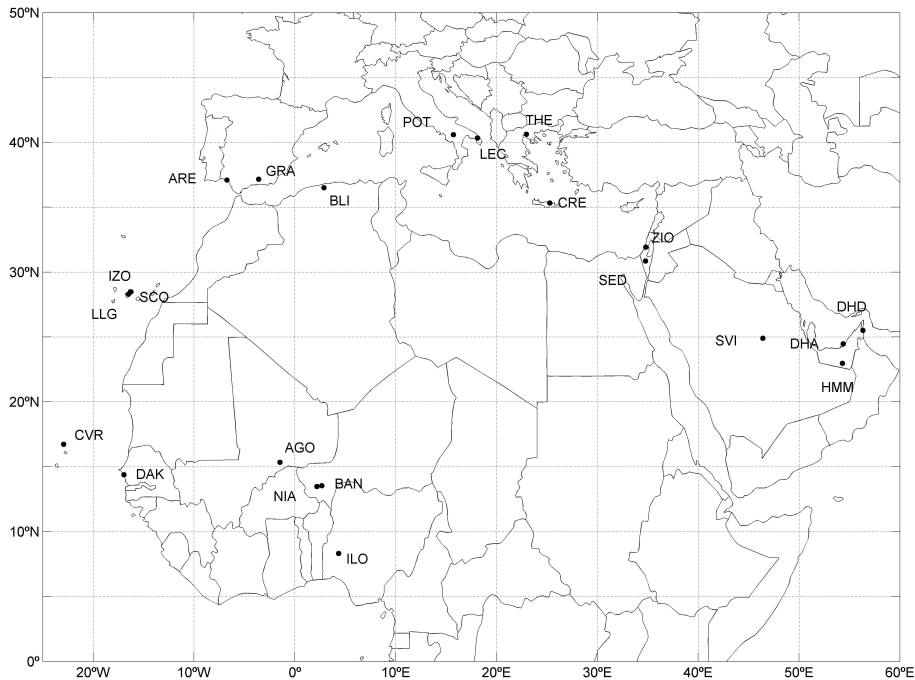 50ºN
POT
THE
40ºN
LEC
ARE
GRA
BLI
CRE
ZIO
30ºN
IZO
SCO
SED
LLG
DHD
SVI
DHA
HMM
20ºN
CVR
AGO
DAK
NIA
BAN
10ºN
ILO
0º
20ºW
10ºW
0º
10ºE
20ºE
30ºE
40ºE
50ºE
60ºE